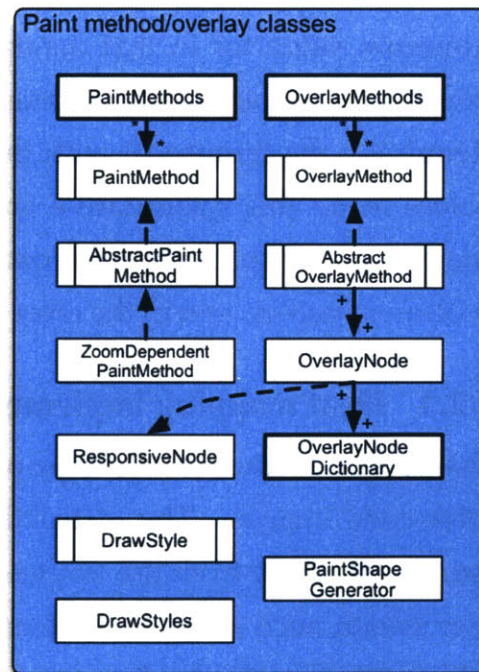 Paint method/overlay classes
PaintMethods
OverlayMethods
* *
* *
PaintMethod
OverlayMethod
AbstractPaint
Method
Abstract
OverlayMethod
+ +
ZoomDependent
PaintMethod
OverlayNode
+ +
ResponsiveNode
OverlayNode
Dictionary
DrawStyle
PaintShape
Generator
DrawStyles